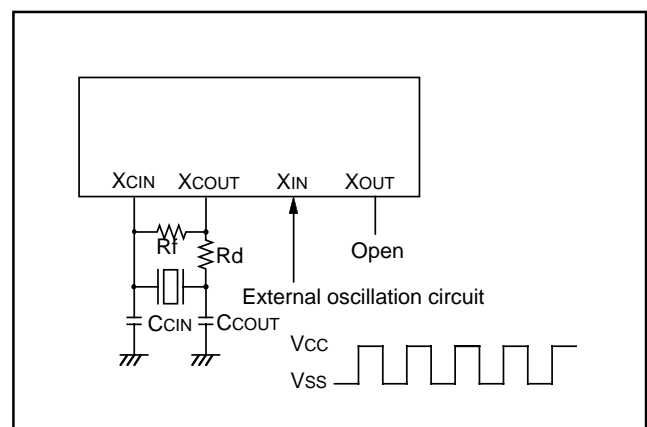 XCIN XCOUT XIN XOUT
Rf
Rd
Open
External oscillation circuit
CCIN CCOUT
VCC
VSS